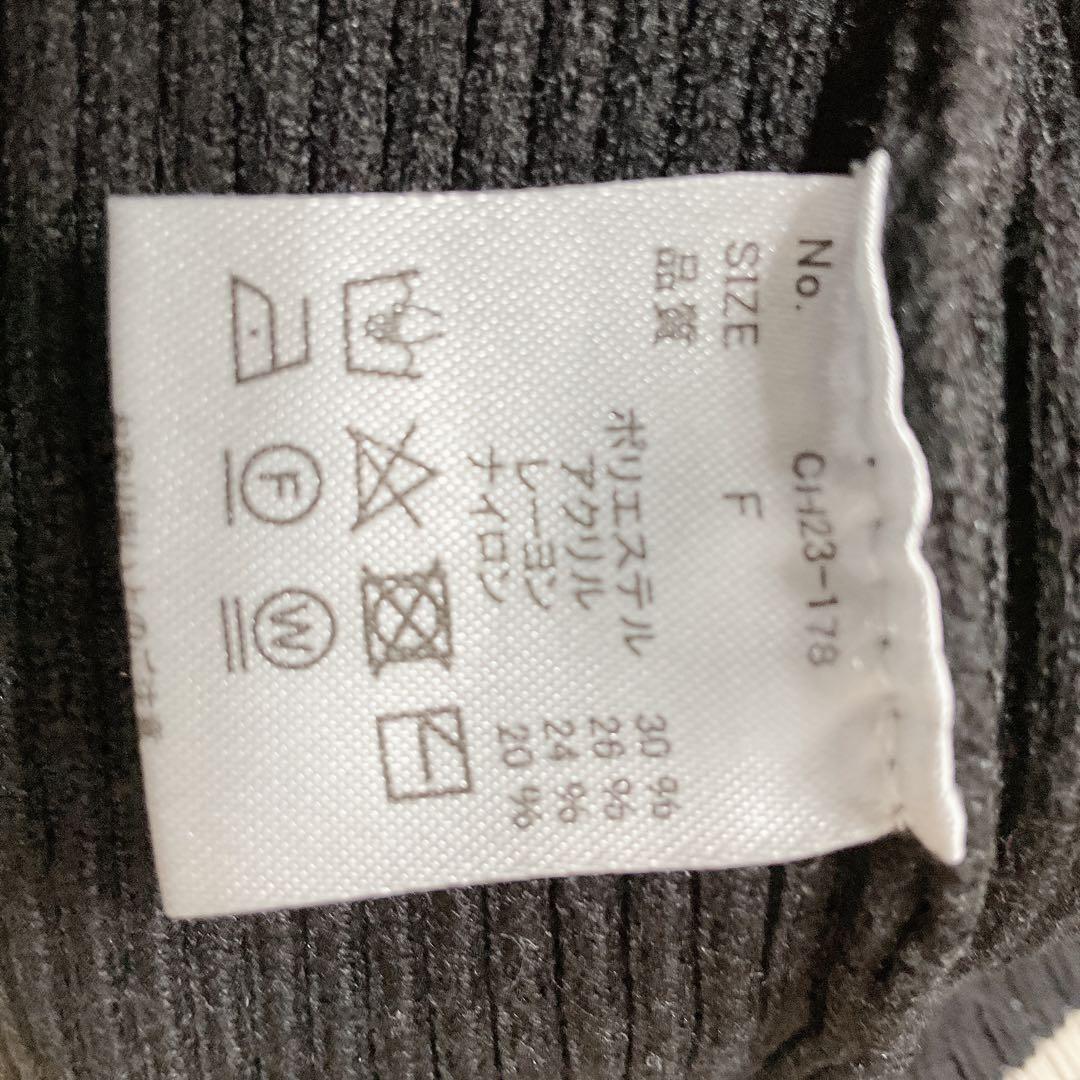 No. CH23-178
SIZE F
品質
ポリエステル 30%
アクリル 26%
レーヨン 24%
ナイロン 20%
F
W